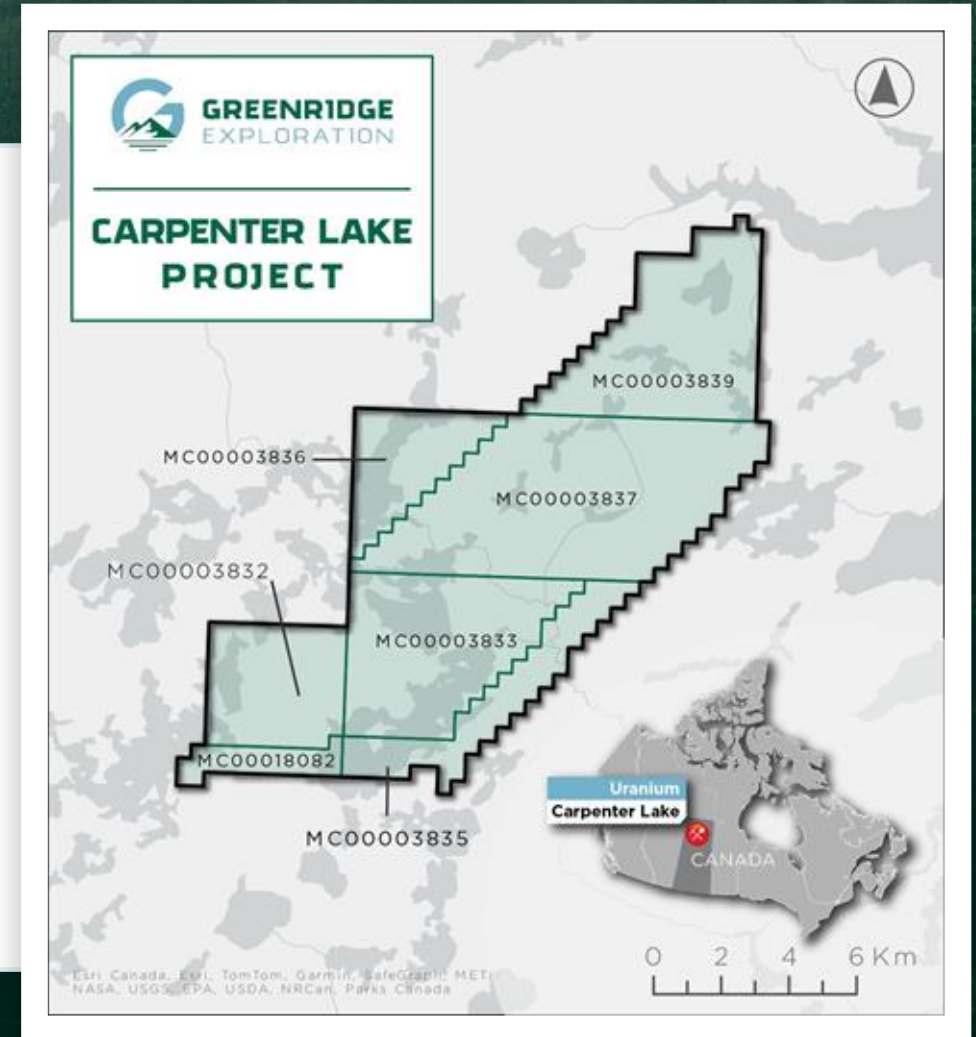 GREENR1DGE
EXPLORATION
CARPENTER LAKE
PROJECT
MC00003839
MC00003836
MC00003837
MC00003832
MC00003833
MC00018082
MC00003835
Uranium
Carpenter Lake
CANADA
0 2 4 6 Km
Esri Canada, Esri, TomTom, Garmin, SafeGraph, METI/
NASA, USGS, EPA, USDA, NRCan, Parks Canada